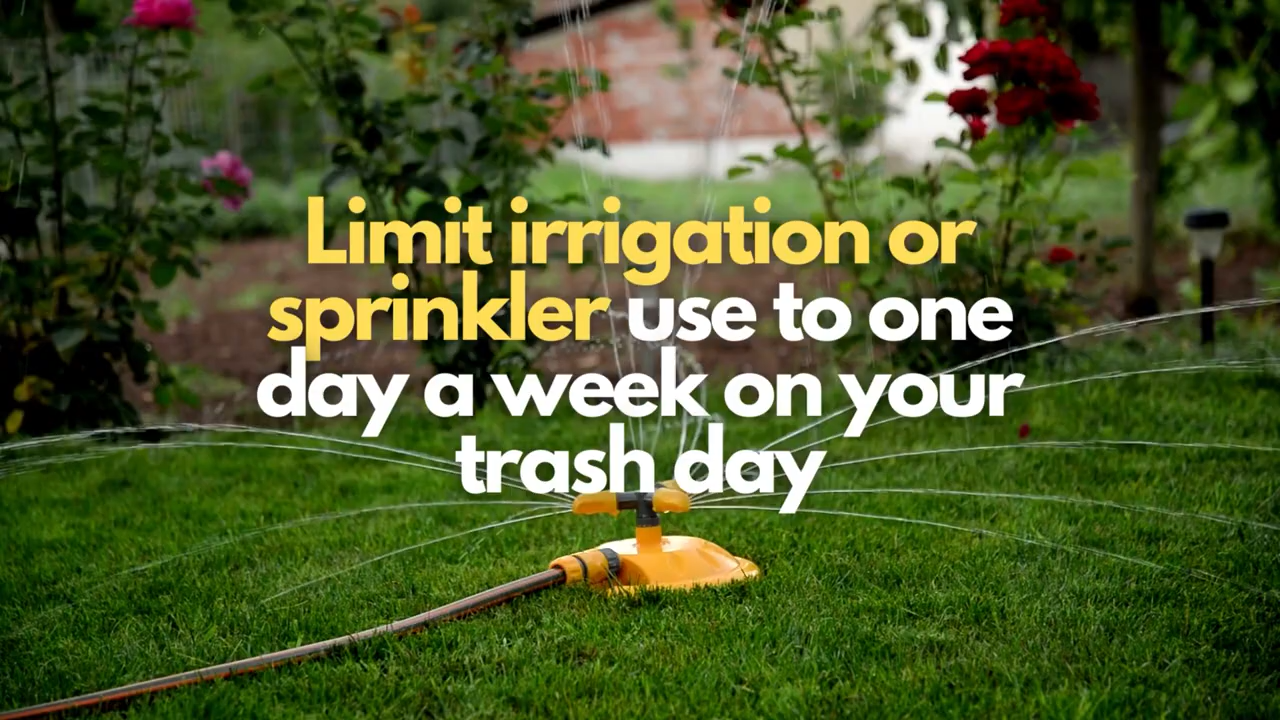 Limit irrigation or
sprinkler use to one
day a week on your
trash day